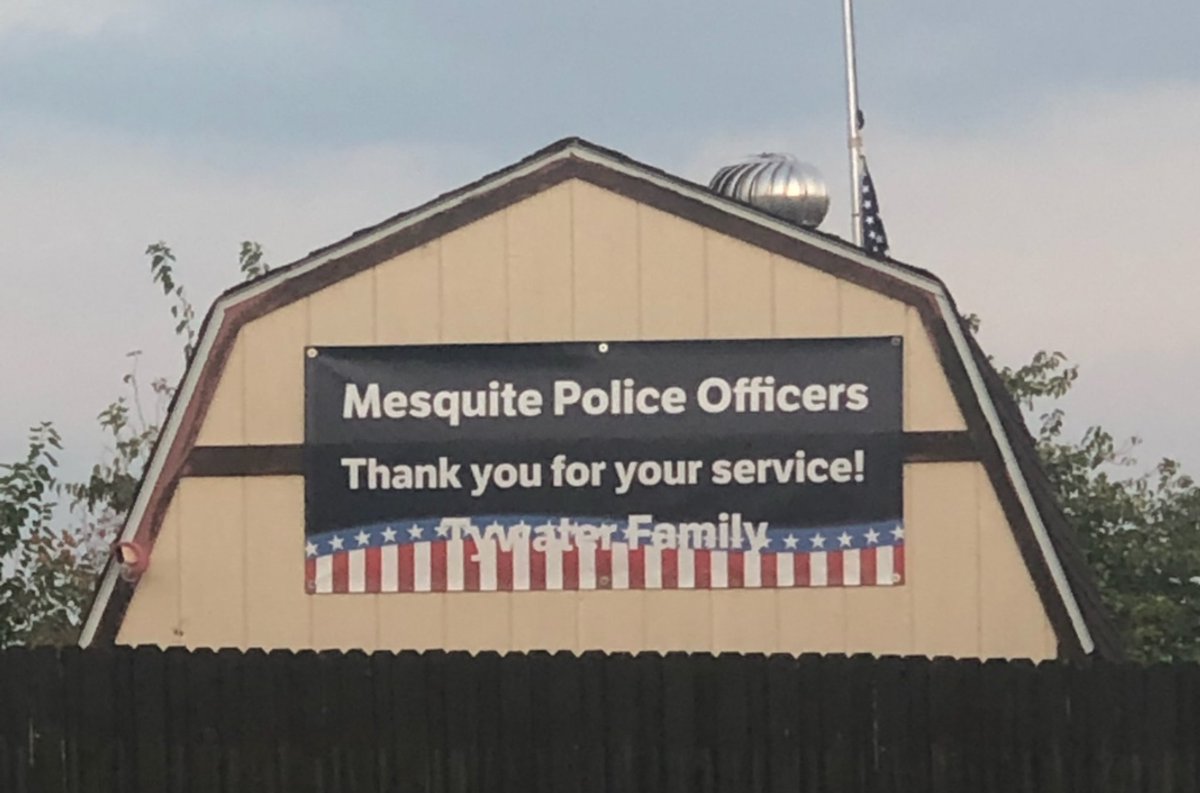 Mesquite Police Officers
Thank you for your service!
Tywater Family